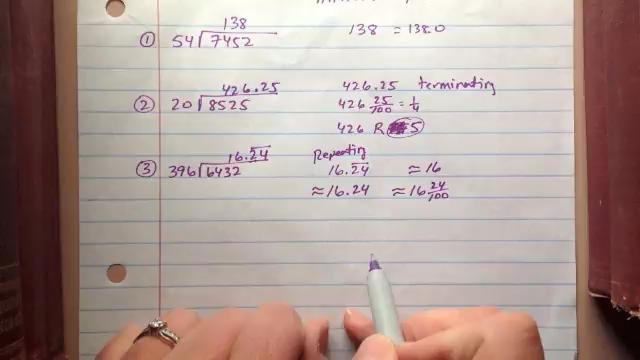 138
① 54 7452 138 = 138.0
426.25
② 20 8525 426.25 terminating
426 25/100 = 1/4
426 R 5
16.2̅4̅
③ 396 6432 Repeating
16.2̅4̅ ≈ 16
≈ 16.24 ≈ 16 24/100